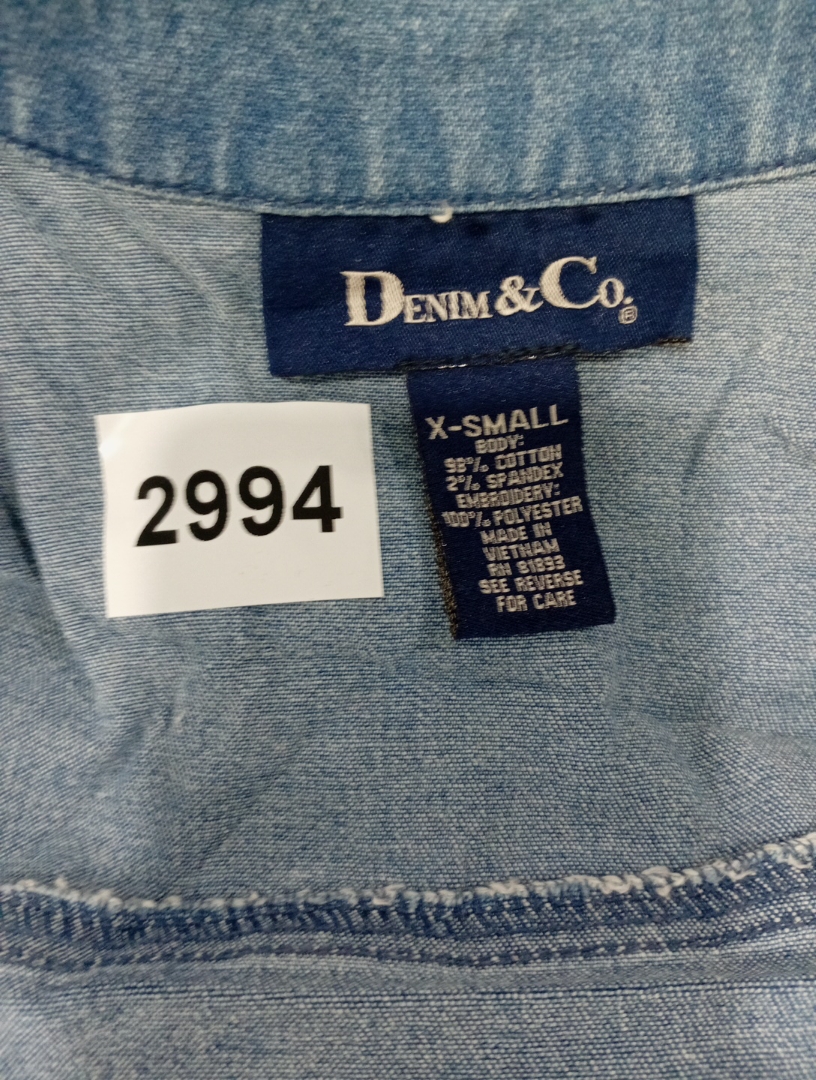 DENIM & CO.®
2994
X-SMALL
BODY:
98% COTTON
2% SPANDEX
EMBROIDERY:
100% POLYESTER
MADE IN
VIETNAM
RN 91893
SEE REVERSE
FOR CARE